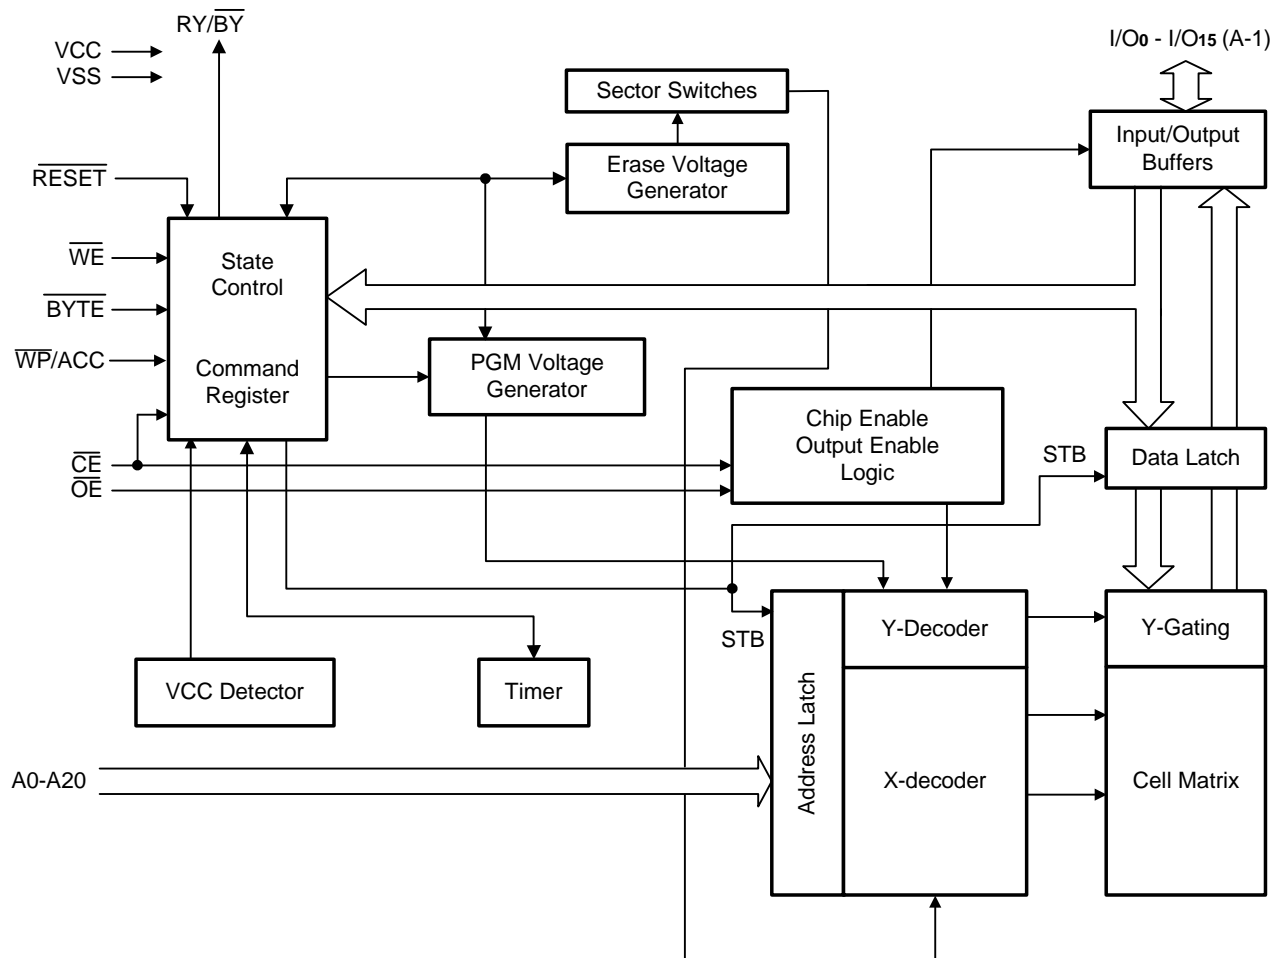 RY/BY
VCC
VSS
I/O0 - I/O15 (A-1)
Sector Switches
Input/Output
Buffers
Erase Voltage
Generator
RESET
WE
BYTE
WP/ACC
CE
OE
State
Control
Command
Register
PGM Voltage
Generator
Chip Enable
Output Enable
Logic
STB
Data Latch
STB
Y-Decoder
Y-Gating
VCC Detector
Timer
Address Latch
A0-A20
X-decoder
Cell Matrix